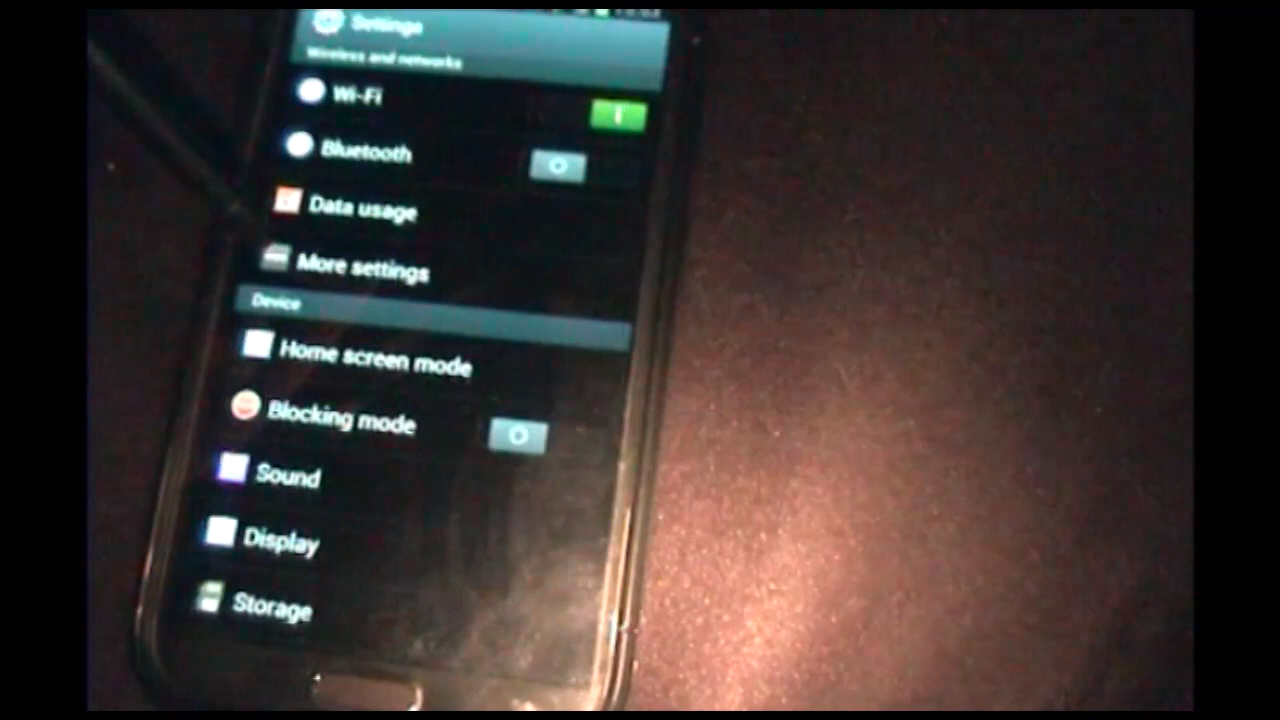 Settings
Wireless and networks
Wi-Fi
Bluetooth
Data usage
More settings
Device
Home screen mode
Blocking mode
Sound
Display
Storage